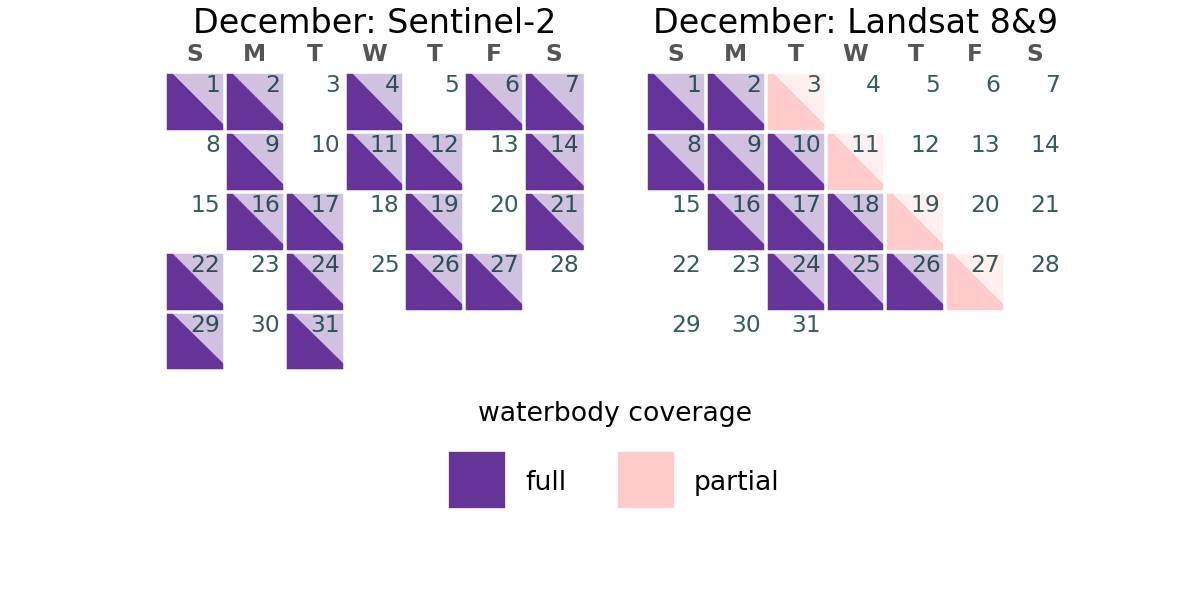 December: Sentinel-2
S M T W T F S
1 2 3 4 5 6 7
8 9 10 11 12 13 14
15 16 17 18 19 20 21
22 23 24 25 26 27 28
29 30 31
December: Landsat 8&9
S M T W T F S
1 2 3 4 5 6 7
8 9 10 11 12 13 14
15 16 17 18 19 20 21
22 23 24 25 26 27 28
29 30 31
waterbody coverage
full
partial